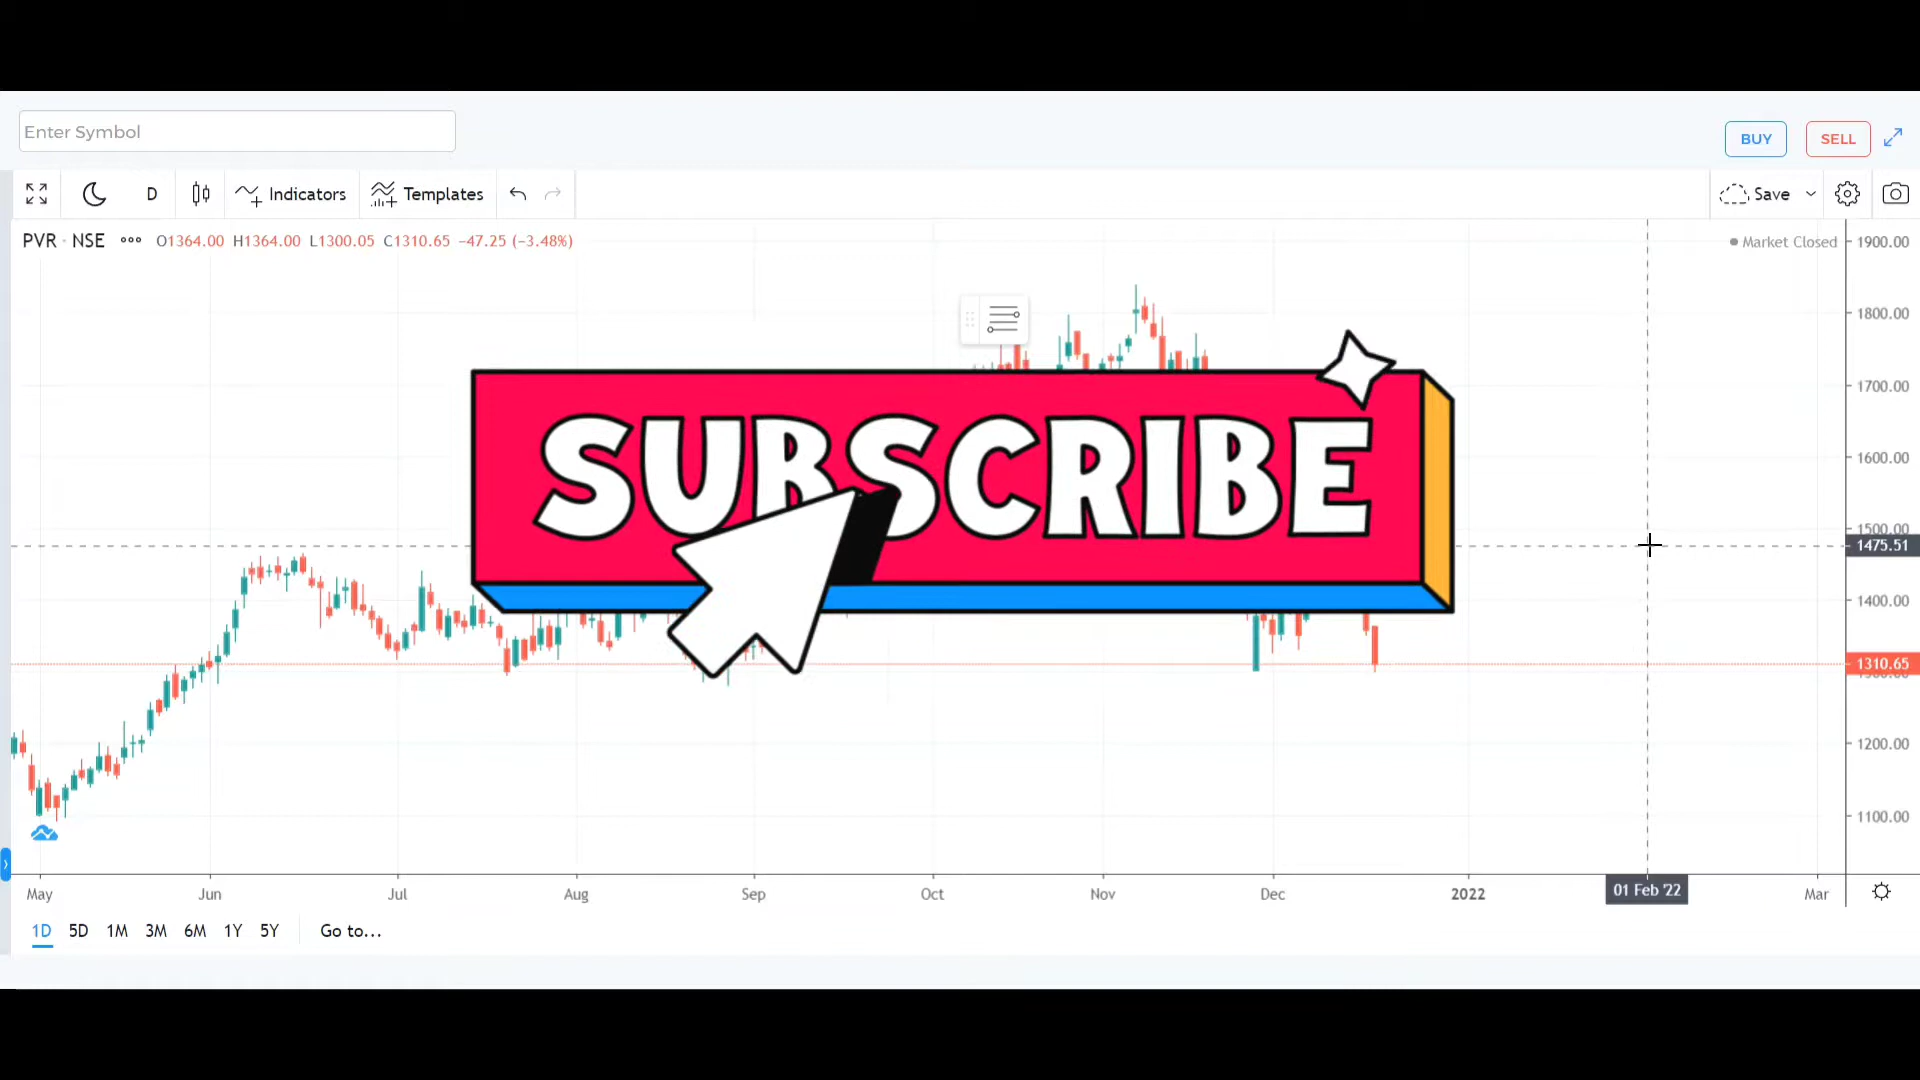 Enter Symbol
BUY SELL
D Indicators Templates Save
PVR · NSE ••• O1364.00 H1364.00 L1300.05 C1310.65 −47.25 (−3.48%)
Market Closed
1900.00
1800.00
1700.00
SUBSCRIBE
1600.00
1500.00
1475.51
1400.00
1310.65
1200.00
1100.00
May Jun Jul Aug Sep Oct Nov Dec 2022 01 Feb '22 Mar
1D 5D 1M 3M 6M 1Y 5Y Go to...